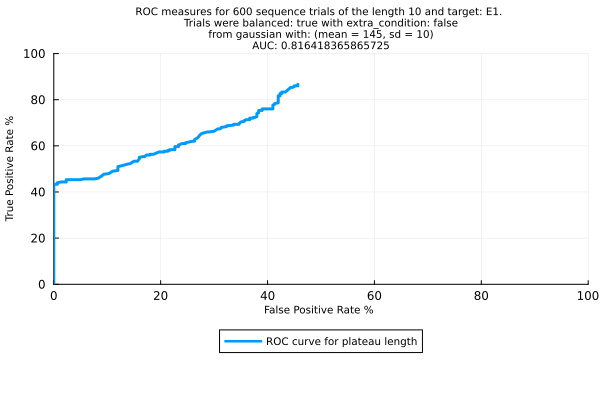 ROC measures for 600 sequence trials of the length 10 and target: E1.
Trials were balanced: true with extra_condition: false
from gaussian with: (mean = 145, sd = 10)
AUC: 0.816418365865725
100
80
60
40
20
0
True Positive Rate %
0 20 40 60 80 100
False Positive Rate %
ROC curve for plateau length